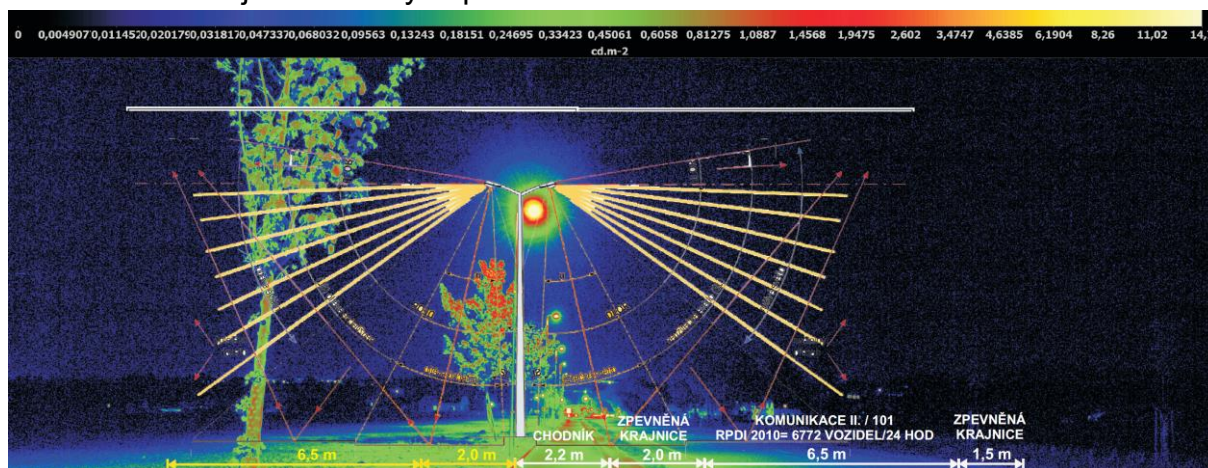 0 0,004907 0,011452 0,020179 0,031817 0,047337 0,068032 0,09563 0,13243 0,18151 0,24695 0,33423 0,45061 0,6058 0,81275 1,0887 1,4568 1,9475 2,602 3,4747 4,6385 6,1904 8,26 11,02
cd.m-2
ZPEVNĚNÁ KOMUNIKACE II. / 101 ZPEVNĚNÁ
CHODNÍK KRAJNICE RPDI 2010= 6772 VOZIDEL/24 HOD KRAJNICE
6,5 m 2,0 m 2,2 m 2,0 m 6,5 m 1,5 m